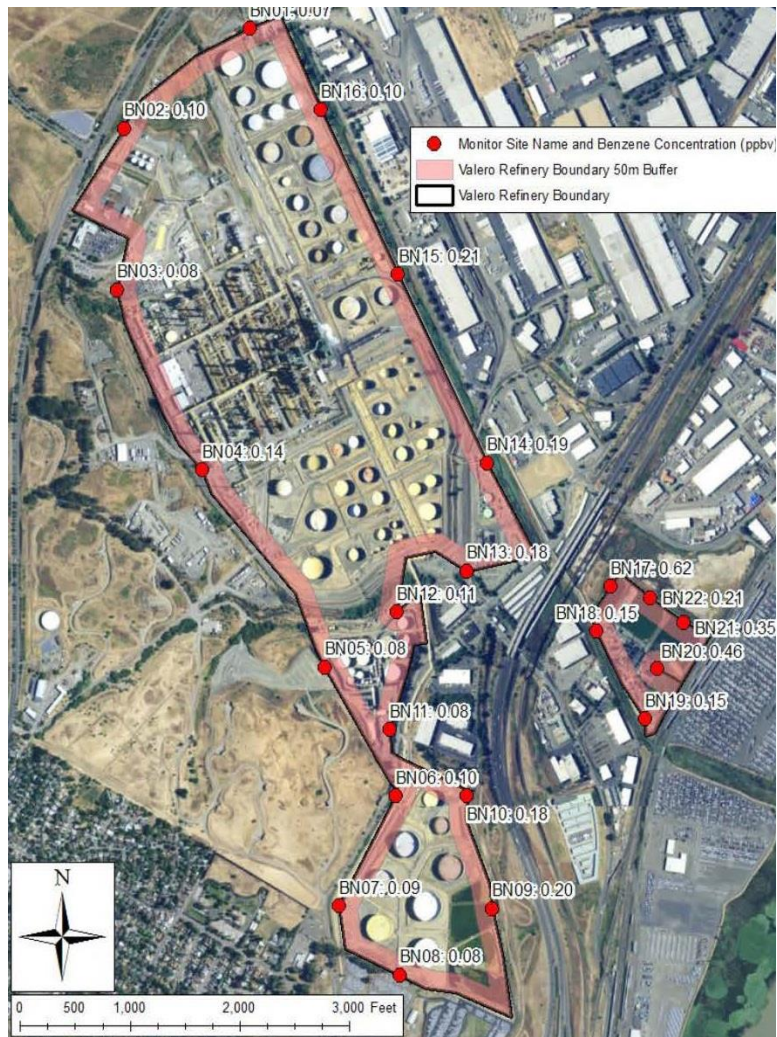 BN01: 0.07
BN16: 0.10
BN02: 0.10
Monitor Site Name and Benzene Concentration (ppbv)
Valero Refinery Boundary 50m Buffer
Valero Refinery Boundary
BN15: 0.21
BN03: 0.08
BN14: 0.19
BN04: 0.14
BN13: 0.18
BN17: 0.62
BN12: 0.11
BN22: 0.21
BN18: 0.15
BN21: 0.35
BN05: 0.08
BN20: 0.46
BN19: 0.15
BN11: 0.08
BN06: 0.10
BN10: 0.18
BN07: 0.09
BN09: 0.20
BN08: 0.08
N
0 500 1,000 2,000 3,000 Feet